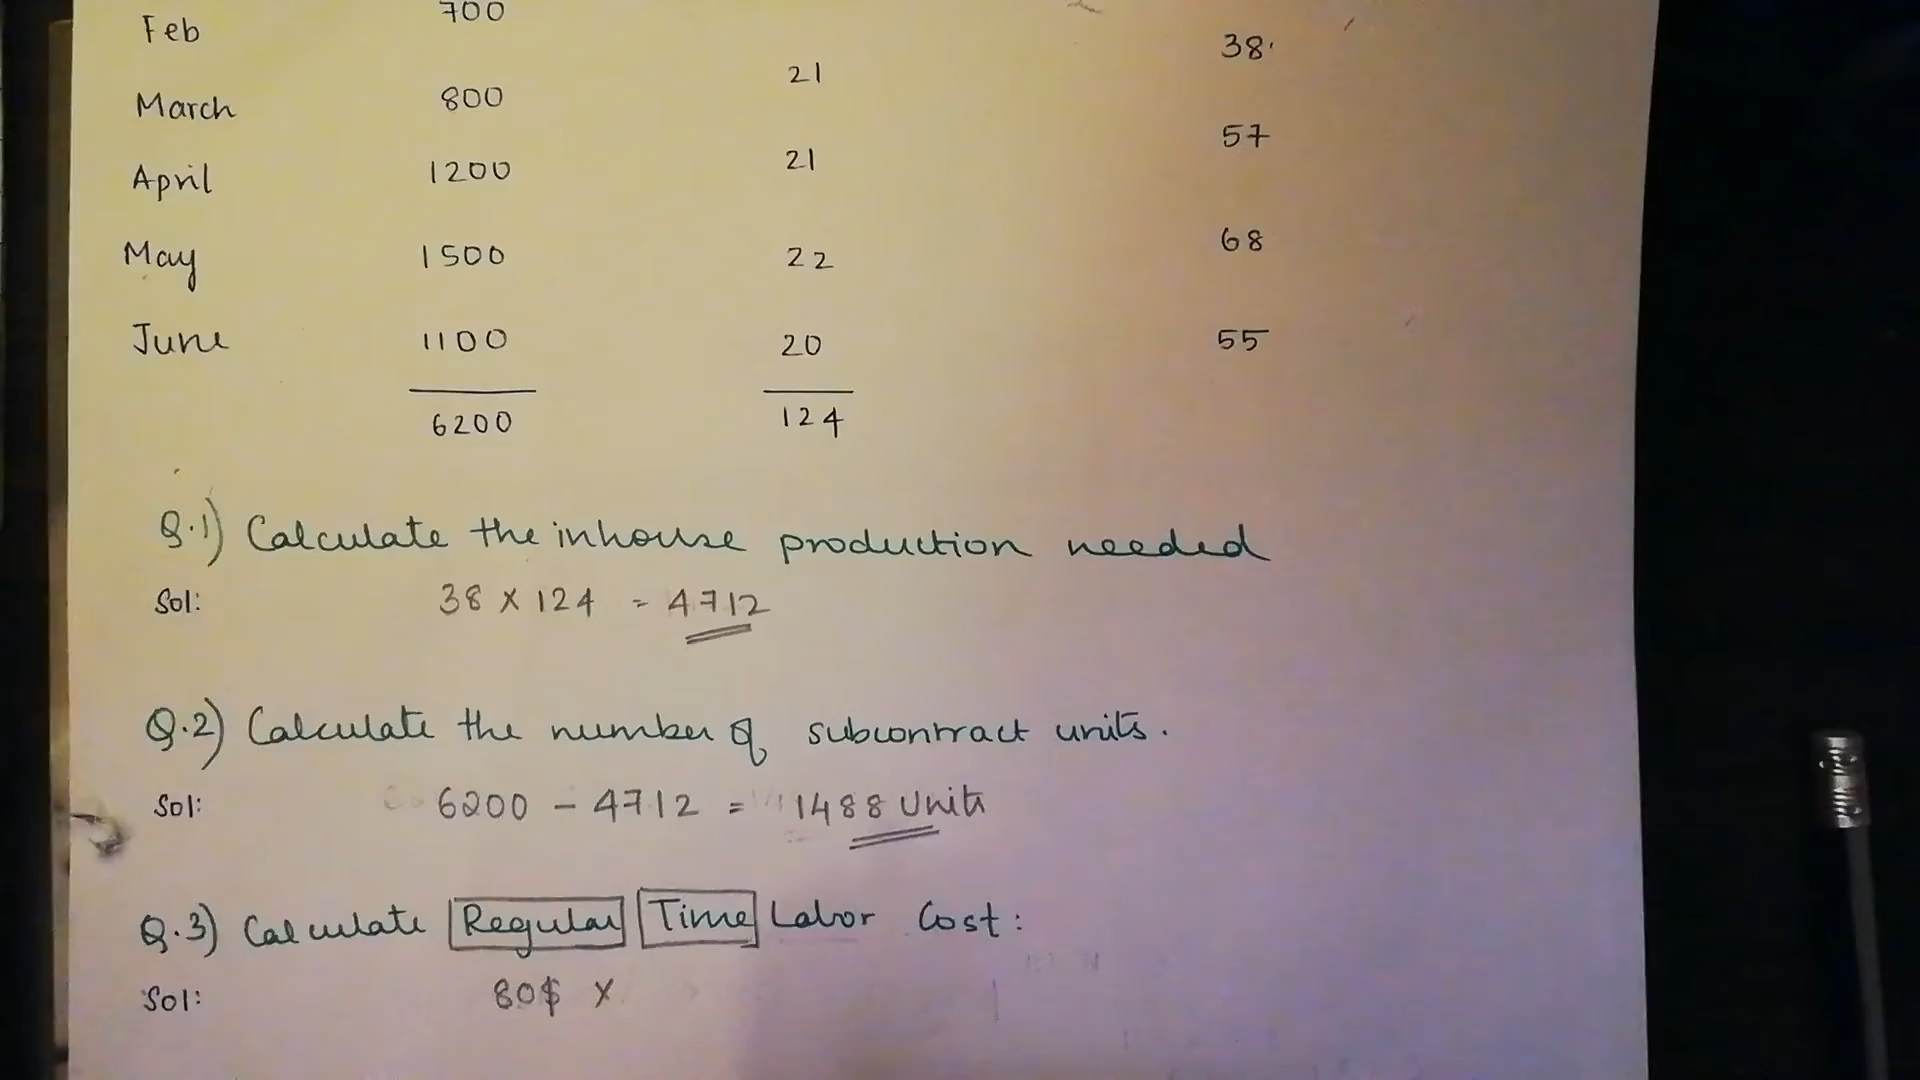 Feb 700
38.
21
March 800
57
April 1200 21
68
May 1500 22
June 1100 20 55
6200 124
Q.1) Calculate the inhouse production needed
Sol: 38 X 124 = 4712
Q.2) Calculate the number of subcontract units.
Sol: 6200 - 4712 = 1488 Units
Q.3) Calculate Regular Time Labor Cost:
Sol: 80$ X